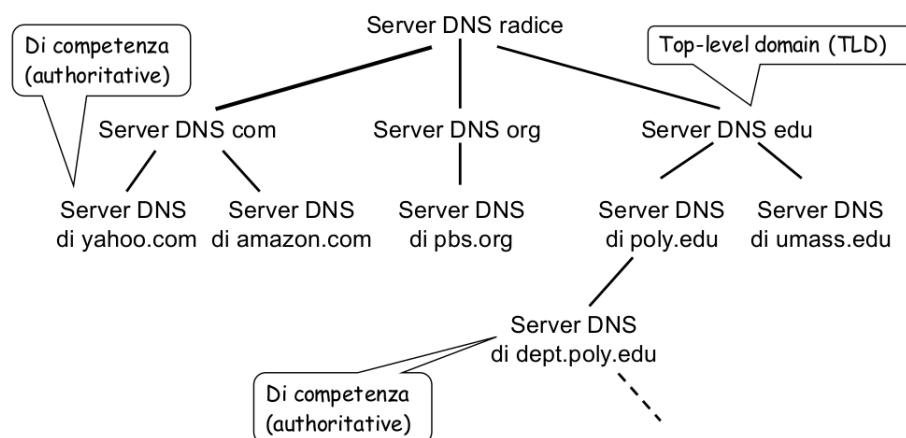 Server DNS radice
Di competenza
(authoritative)
Top-level domain (TLD)
Server DNS com
Server DNS org
Server DNS edu
Server DNS
di yahoo.com
Server DNS
di amazon.com
Server DNS
di pbs.org
Server DNS
di poly.edu
Server DNS
di umass.edu
Server DNS
di dept.poly.edu
Di competenza
(authoritative)